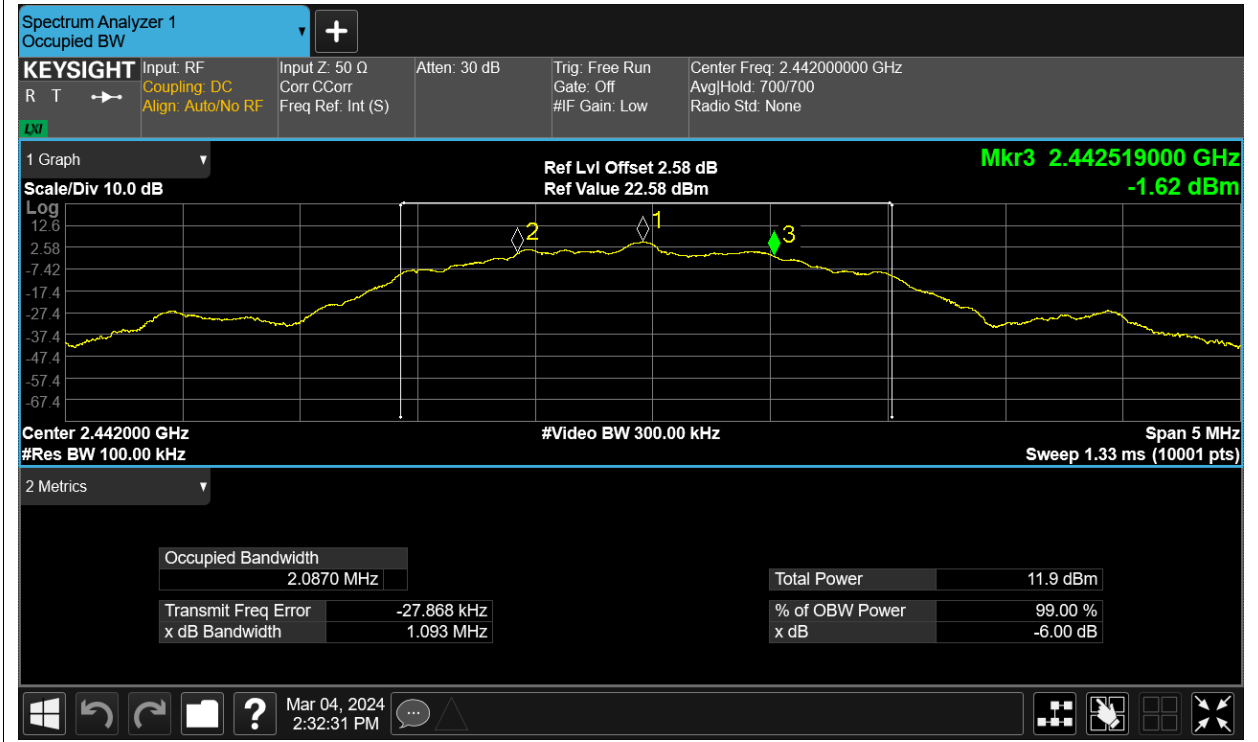 Spectrum Analyzer 1
Occupied BW
KEYSIGHT
R T
LXI
Input: RF
Coupling: DC
Align: Auto/No RF
Input Z: 50 Ω
Corr CCorr
Freq Ref: Int (S)
Atten: 30 dB
Trig: Free Run
Gate: Off
#IF Gain: Low
Center Freq: 2.442000000 GHz
Avg|Hold: 700/700
Radio Std: None
1 Graph
Scale/Div 10.0 dB
Ref Lvl Offset 2.58 dB
Ref Value 22.58 dBm
Mkr3 2.442519000 GHz
-1.62 dBm
Log
12.6
2.58
-7.42
-17.4
-27.4
-37.4
-47.4
-57.4
-67.4
2
1
3
Center 2.442000 GHz
#Video BW 300.00 kHz
Span 5 MHz
#Res BW 100.00 kHz
Sweep 1.33 ms (10001 pts)
2 Metrics
Occupied Bandwidth
2.0870 MHz
Total Power 11.9 dBm
Transmit Freq Error -27.868 kHz
% of OBW Power 99.00 %
x dB Bandwidth 1.093 MHz
x dB -6.00 dB
?
Mar 04, 2024
2:32:31 PM